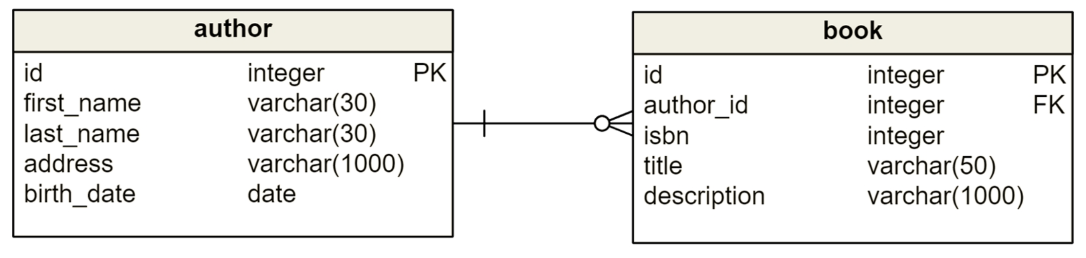 author
id integer PK
first_name varchar(30)
last_name varchar(30)
address varchar(1000)
birth_date date
book
id integer PK
author_id integer FK
isbn integer
title varchar(50)
description varchar(1000)